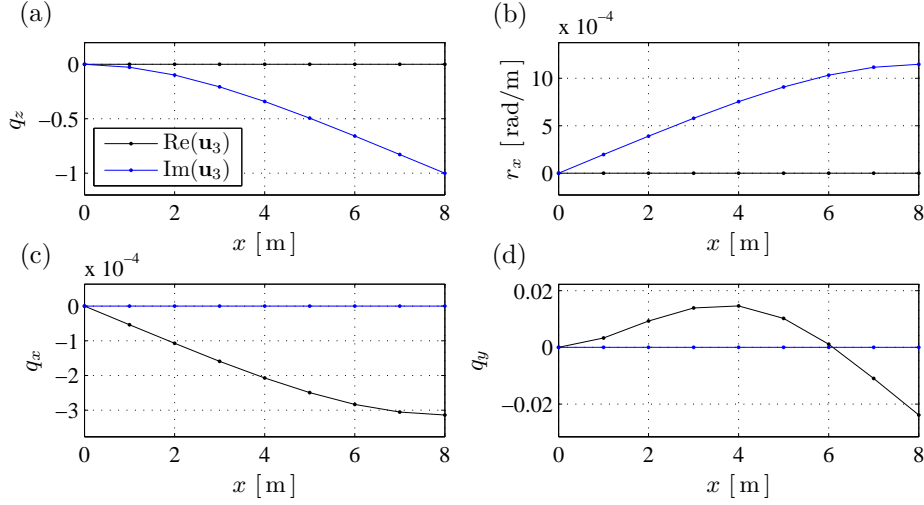 (a)
q_z
0
−0.5
−1
Re(u₃)
Im(u₃)
0 2 4 6 8
x [ m ]
(b)
x 10⁻⁴
r_x [ rad/m ]
10
5
0
0 2 4 6 8
x [ m ]
(c)
x 10⁻⁴
q_x
0
−1
−2
−3
0 2 4 6 8
x [ m ]
(d)
q_y
0.02
0
−0.02
0 2 4 6 8
x [ m ]